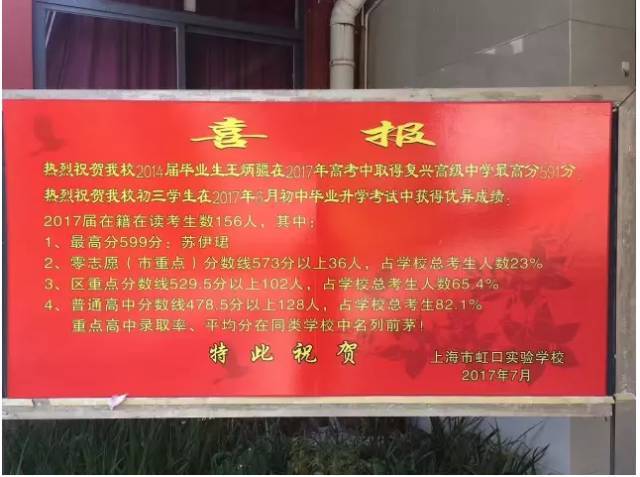 喜 报
热烈祝贺我校2014届毕业生王炳骢在2017年高考中取得复兴高级中学最高分591分。
热烈祝贺我校初三学生在2017年6月初中毕业升学考试中获得优异成绩：
2017届在籍在读考生数156人，其中：
1、最高分599分：苏伊珺
2、零志愿（市重点）分数线573分以上36人，占学校总考生人数23%
3、区重点分数线529.5分以上102人，占学校总考生人数65.4%
4、普通高中分数线478.5分以上128人，占学校总考生82.1%
重点高中录取率、平均分在同类学校中名列前茅！
特此祝贺
上海市虹口实验学校
2017年7月